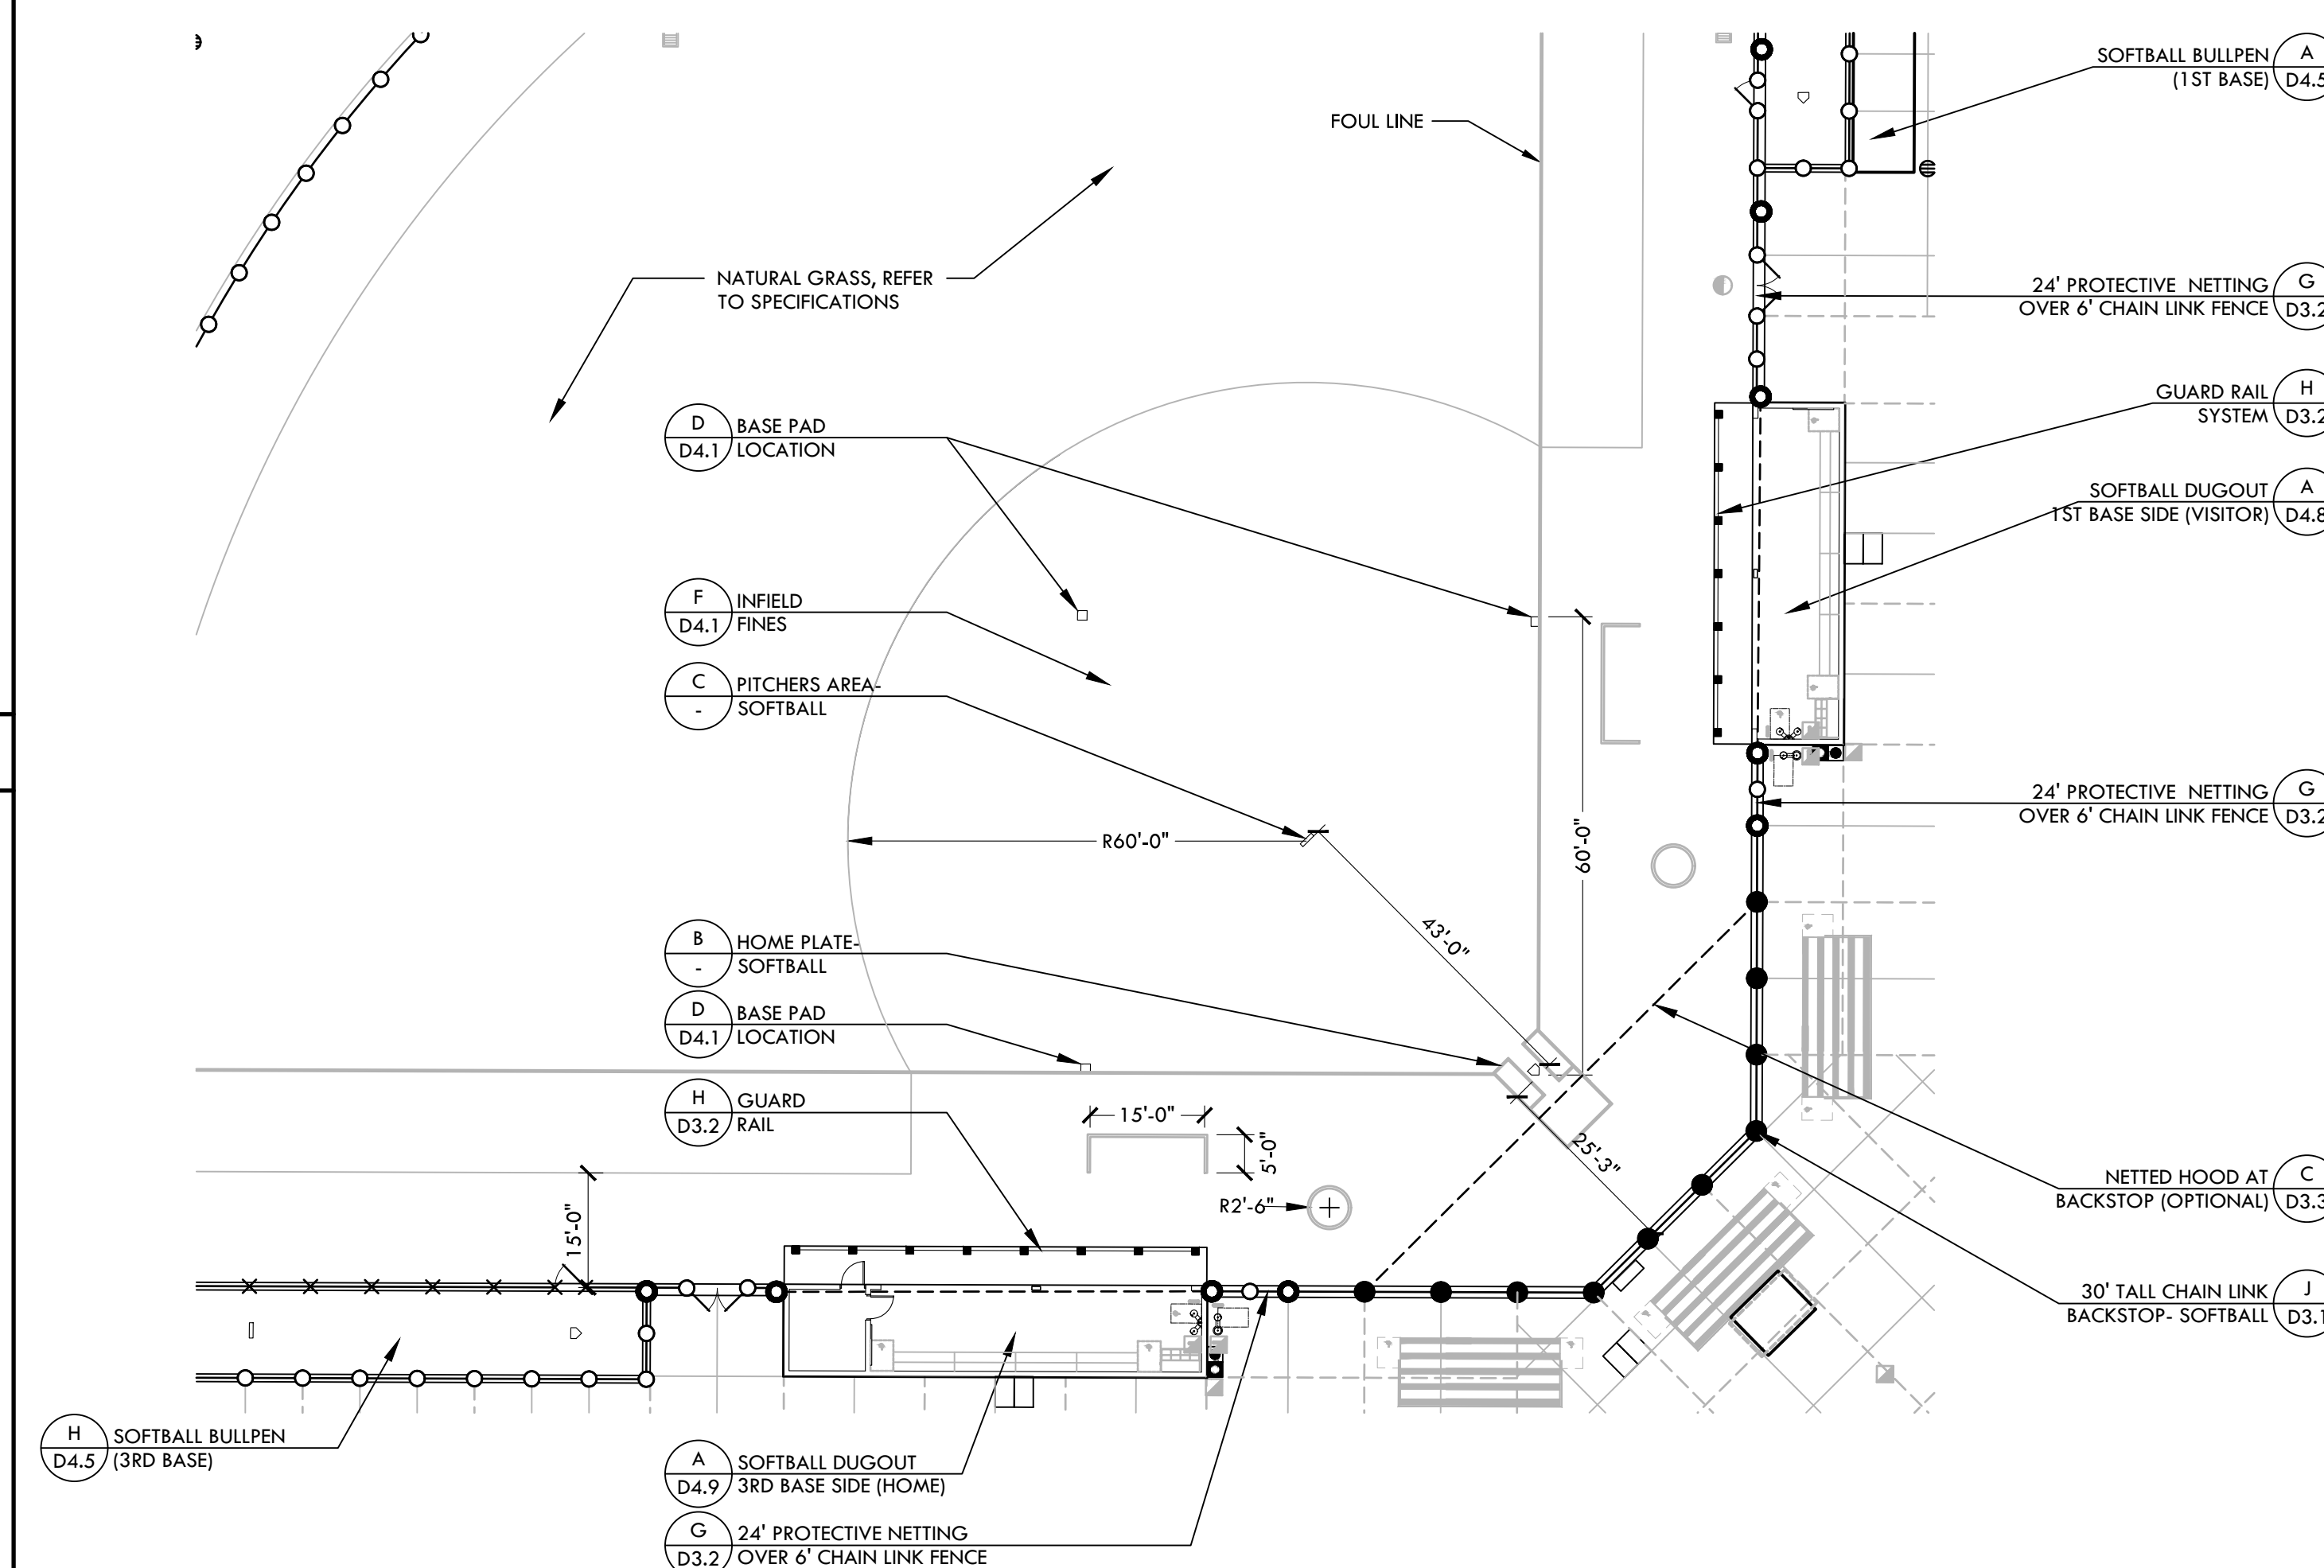 SOFTBALL BULLPEN
(1ST BASE)
A
D4.5
FOUL LINE
NATURAL GRASS, REFER
TO SPECIFICATIONS
24' PROTECTIVE NETTING
OVER 6' CHAIN LINK FENCE
G
D3.2
GUARD RAIL
SYSTEM
H
D3.2
D
D4.1
BASE PAD
LOCATION
SOFTBALL DUGOUT
1ST BASE SIDE (VISITOR)
A
D4.8
F
D4.1
INFIELD
FINES
C
-
PITCHERS AREA-
SOFTBALL
24' PROTECTIVE NETTING
OVER 6' CHAIN LINK FENCE
G
D3.2
R60'-0"
60'-0"
43'-0"
B
-
HOME PLATE-
SOFTBALL
D
D4.1
BASE PAD
LOCATION
H
D3.2
GUARD
RAIL
15'-0"
5'-0"
25'-3"
R2'-6"
15'-0"
NETTED HOOD AT
BACKSTOP (OPTIONAL)
C
D3.3
30' TALL CHAIN LINK
BACKSTOP- SOFTBALL
J
D3.1
H
D4.5
SOFTBALL BULLPEN
(3RD BASE)
A
D4.9
SOFTBALL DUGOUT
3RD BASE SIDE (HOME)
G
D3.2
24' PROTECTIVE NETTING
OVER 6' CHAIN LINK FENCE